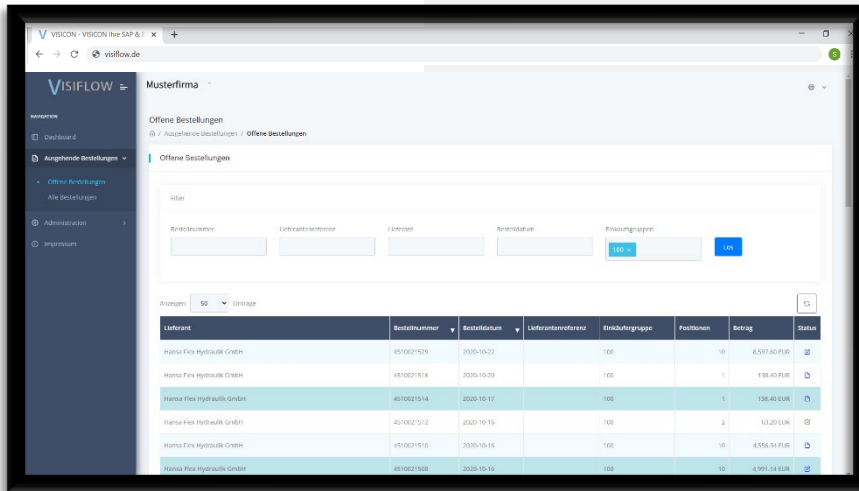 VISICON - VISICON Ihre SAP &
visiflow.de
S
VISIFLOW
Musterfirma
NAVIGATION
Dashboard
Ausgehende Bestellungen
Offene Bestellungen
Alle Bestellungen
Administration
Impressum
Offene Bestellungen
/ Ausgehende Bestellungen / Offene Bestellungen
Offene Bestellungen
Filter
Bestellnummer Lieferantenreferenz Lieferant Bestelldatum Einkaufsgruppen
100 × Los
Anzeigen 50 Einträge
Lieferant Bestellnummer Bestelldatum Lieferantenreferenz Einkäufergruppe Positionen Betrag Status
Hansa Flex Hydraulik GmbH 4510021529 2020-10-22 100 10 8,597.60 EUR
Hansa Flex Hydraulik GmbH 4510021516 2020-10-20 100 1 138.40 EUR
Hansa Flex Hydraulik GmbH 4510021514 2020-10-17 100 1 138.40 EUR
Hansa Flex Hydraulik GmbH 4510021512 2020-10-16 100 2 63.20 EUR
Hansa Flex Hydraulik GmbH 4510021510 2020-10-16 100 10 4,556.34 EUR
Hansa Flex Hydraulik GmbH 4510021508 2020-10-16 100 10 4,991.14 EUR